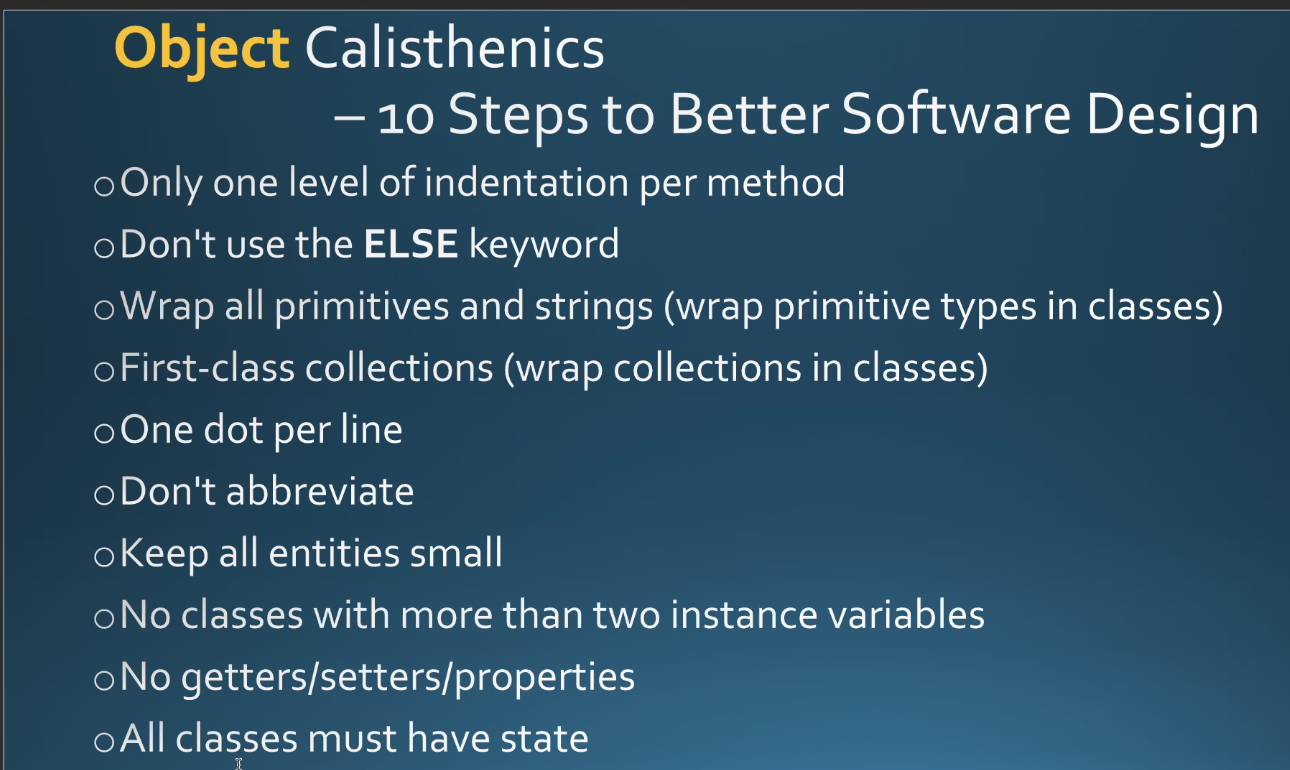 Object Calisthenics
– 10 Steps to Better Software Design
○Only one level of indentation per method
○Don't use the ELSE keyword
○Wrap all primitives and strings (wrap primitive types in classes)
○First-class collections (wrap collections in classes)
○One dot per line
○Don't abbreviate
○Keep all entities small
○No classes with more than two instance variables
○No getters/setters/properties
○All classes must have state